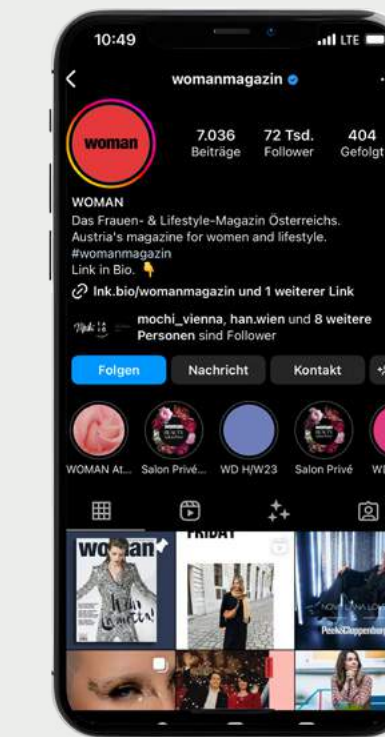 10:49
LTE
womanmagazin
woman
7.036 72 Tsd. 404
Beiträge Follower Gefolgt
WOMAN
Das Frauen- & Lifestyle-Magazin Österreichs.
Austria's magazine for women and lifestyle.
#womanmagazin
Link in Bio. 👇
lnk.bio/womanmagazin und 1 weiterer Link
mochi_vienna, han.wien und 8 weitere
Personen sind Follower
Folgen Nachricht Kontakt
WOMAN At... Salon Privé... WD H/W23 Salon Privé WD
woman
FRIDAY
Peek&Cloppenburg